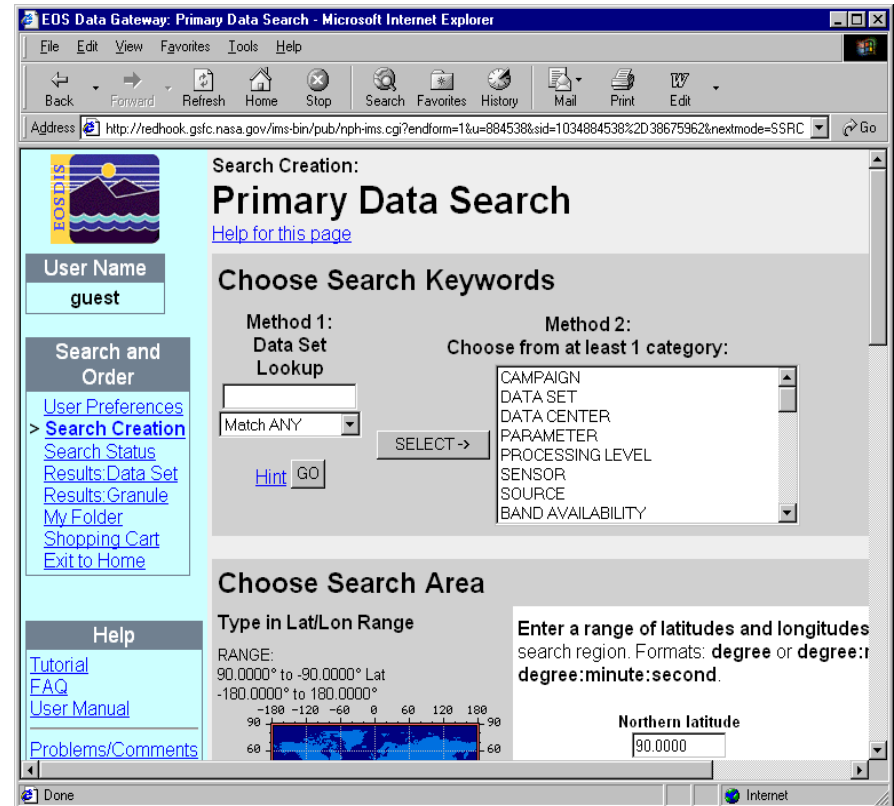 EOS Data Gateway: Primary Data Search - Microsoft Internet Explorer
File Edit View Favorites Tools Help
Back Forward Refresh Home Stop Search Favorites History Mail Print Edit
Address http://redhook.gsfc.nasa.gov/ims-bin/pub/nph-ims.cgi?endform=1&u=884538&sid=1034884538%2D38675962&nextmode=SSRC Go
EOSDIS
User Name
guest
Search and
Order
User Preferences
> Search Creation
Search Status
Results:Data Set
Results:Granule
My Folder
Shopping Cart
Exit to Home
Help
Tutorial
FAQ
User Manual
Problems/Comments
Search Creation:
Primary Data Search
Help for this page
Choose Search Keywords
Method 1:
Data Set
Lookup
Match ANY
Hint GO
SELECT ->
Method 2:
Choose from at least 1 category:
CAMPAIGN
DATA SET
DATA CENTER
PARAMETER
PROCESSING LEVEL
SENSOR
SOURCE
BAND AVAILABILITY
Choose Search Area
Type in Lat/Lon Range
RANGE:
90.0000° to -90.0000° Lat
-180.0000° to 180.0000°
-180 -120 -60 0 60 120 180
90 90
60 60
Enter a range of latitudes and longitudes
search region. Formats: degree or degree:
degree:minute:second.
Northern latitude
90.0000
Done Internet